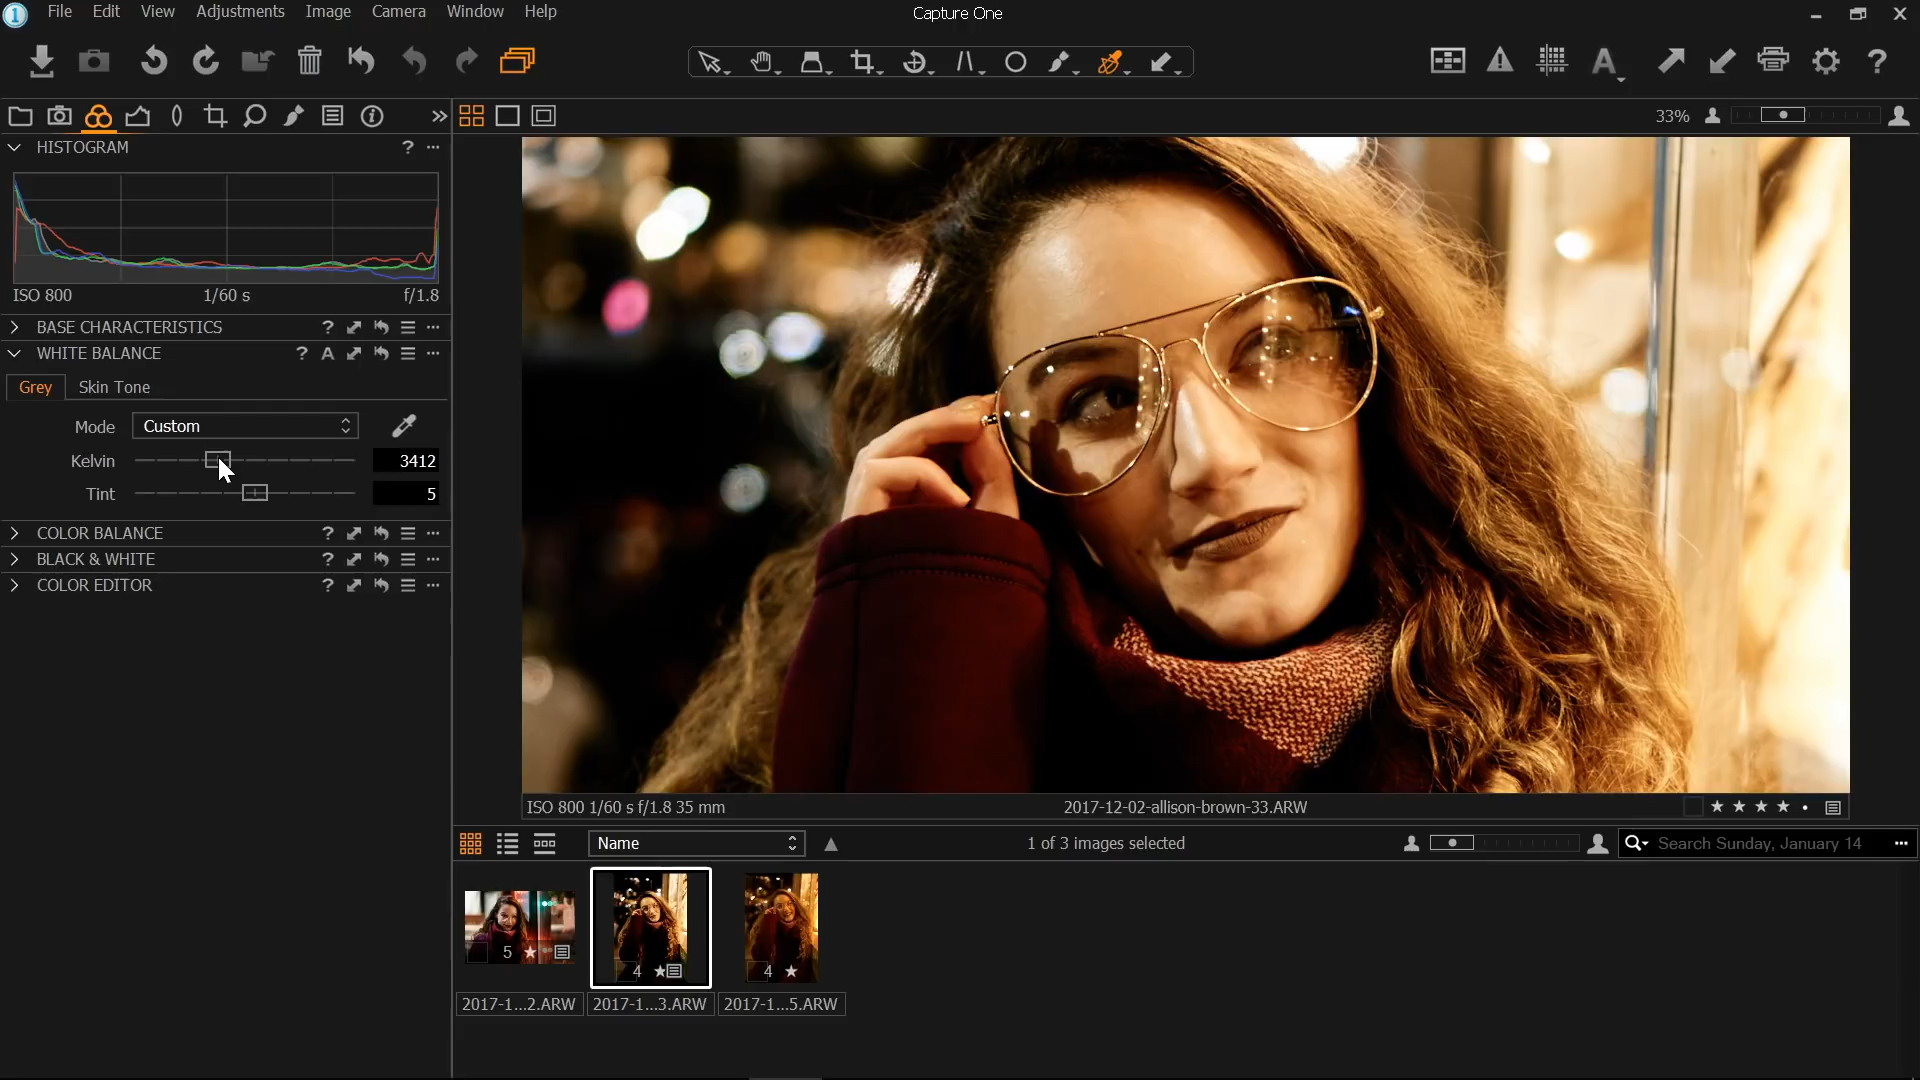 File Edit View Adjustments Image Camera Window Help
Capture One
33%
HISTOGRAM
ISO 800 1/60 s f/1.8
BASE CHARACTERISTICS
WHITE BALANCE
Grey Skin Tone
Mode Custom
Kelvin 3412
Tint 5
COLOR BALANCE
BLACK & WHITE
COLOR EDITOR
ISO 800 1/60 s f/1.8 35 mm
2017-12-02-allison-brown-33.ARW
Name
1 of 3 images selected
Search Sunday, January 14
5
4
4
2017-1...2.ARW
2017-1...3.ARW
2017-1...5.ARW